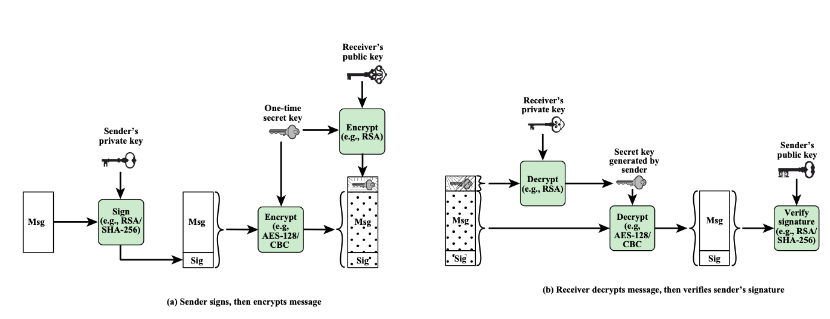 Receiver's
public key
One-time
secret key
Encrypt
(e.g., RSA)
Sender's
private key
Msg
Sign
(e.g., RSA/
SHA-256)
Msg
Sig
Encrypt
(e.g,
AES-128/
CBC
Msg
Sig
(a) Sender signs, then encrypts message
Receiver's
private key
Decrypt
(e.g., RSA)
Secret key
generated by
sender
Sender's
public key
Msg
Sig
Decrypt
(e.g,
AES-128/
CBC
Msg
Sig
Verify
signature
(e.g., RSA/
SHA-256)
(b) Receiver decrypts message, then verifies sender's signature